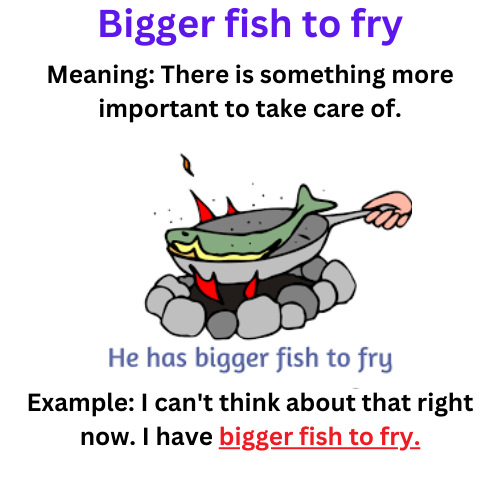 Bigger fish to fry
Meaning: There is something more
important to take care of.
He has bigger fish to fry
Example: I can't think about that right
now. I have bigger fish to fry.